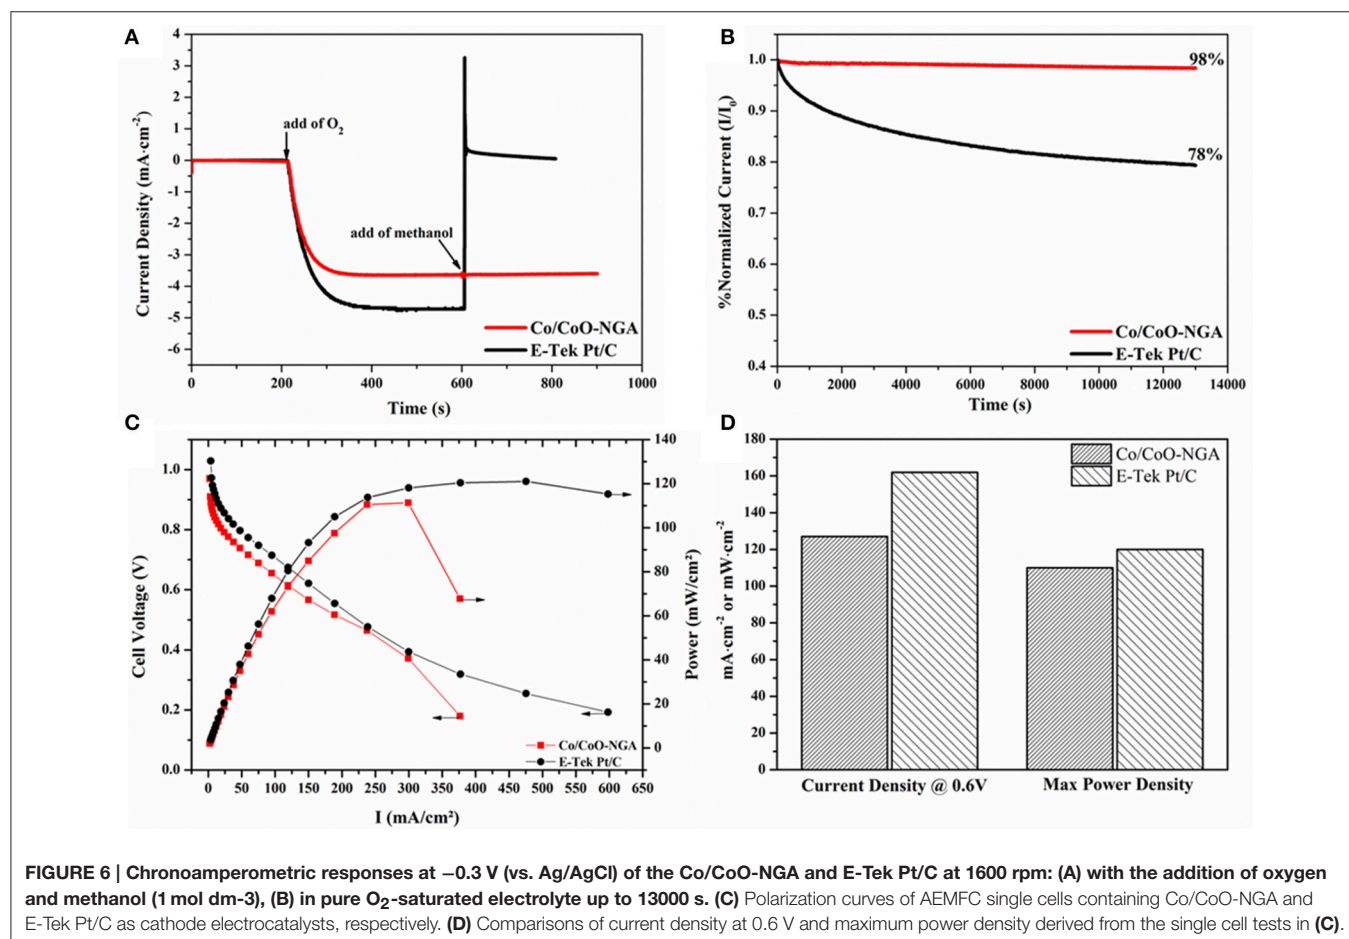 A
4
3
2
1
0
-1
-2
-3
-4
-5
-6
Current Density (mA·cm-2)
add of O2
add of methanol
Co/CoO-NGA
E-Tek Pt/C
0 200 400 600 800 1000
Time (s)
B
1.0
0.9
0.8
0.7
0.6
0.5
0.4
%Normalized Current (I/I0)
98%
78%
Co/CoO-NGA
E-Tek Pt/C
0 2000 4000 6000 8000 10000 12000 14000
Time (s)
C
1.0
0.8
0.6
0.4
0.2
0.0
Cell Voltage (V)
140
120
100
80
60
40
20
0
Power (mW/cm²)
Co/CoO-NGA
E-Tek Pt/C
0 50 100 150 200 250 300 350 400 450 500 550 600 650
I (mA/cm²)
D
180
160
140
120
100
80
60
40
20
0
mA·cm-2 or mW·cm-2
Co/CoO-NGA
E-Tek Pt/C
Current Density @ 0.6V Max Power Density
FIGURE 6 | Chronoamperometric responses at −0.3 V (vs. Ag/AgCl) of the Co/CoO-NGA and E-Tek Pt/C at 1600 rpm: (A) with the addition of oxygen
and methanol (1 mol dm-3), (B) in pure O2-saturated electrolyte up to 13000 s. (C) Polarization curves of AEMFC single cells containing Co/CoO-NGA and
E-Tek Pt/C as cathode electrocatalysts, respectively. (D) Comparisons of current density at 0.6 V and maximum power density derived from the single cell tests in (C).